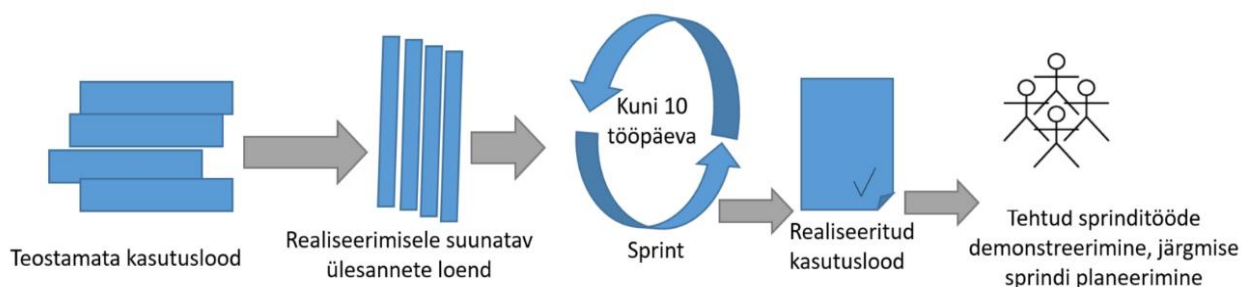 Teostamata kasutuslood
Realiseerimisele suunatav
ülesannete loend
Kuni 10
tööpäeva
Sprint
Realiseeritud
kasutuslood
Tehtud sprinditööde
demonstreerimine, järgmise
sprindi planeerimine